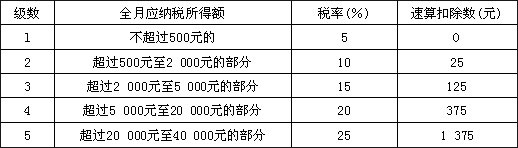 级数 全月应纳税所得额 税率(%) 速算扣除数(元)
1 不超过500元的 5 0
2 超过500元至2 000元的部分 10 25
3 超过2 000元至5 000元的部分 15 125
4 超过5 000元至20 000元的部分 20 375
5 超过20 000元至40 000元的部分 25 1 375